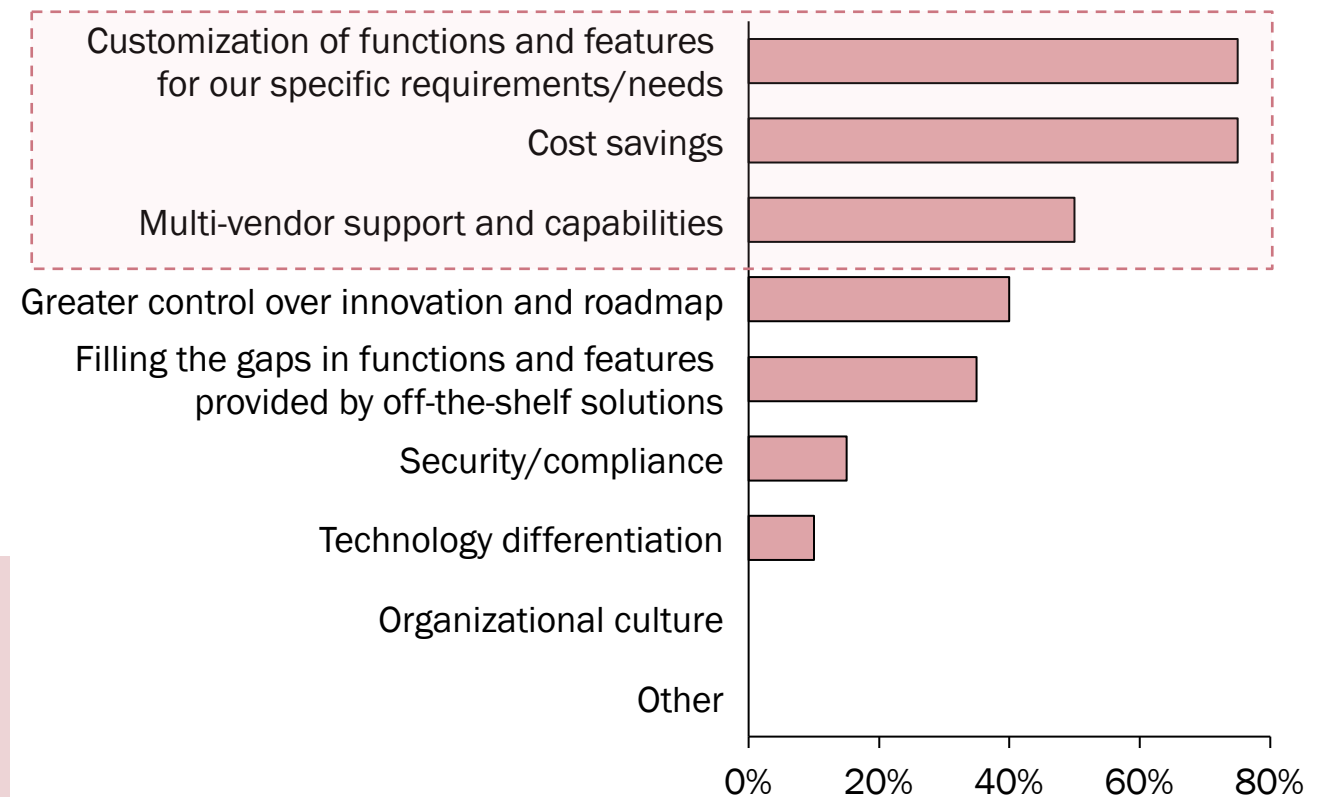 Customization of functions and features
for our specific requirements/needs
Cost savings
Multi-vendor support and capabilities
Greater control over innovation and roadmap
Filling the gaps in functions and features
provided by off-the-shelf solutions
Security/compliance
Technology differentiation
Organizational culture
Other
0% 20% 40% 60% 80%